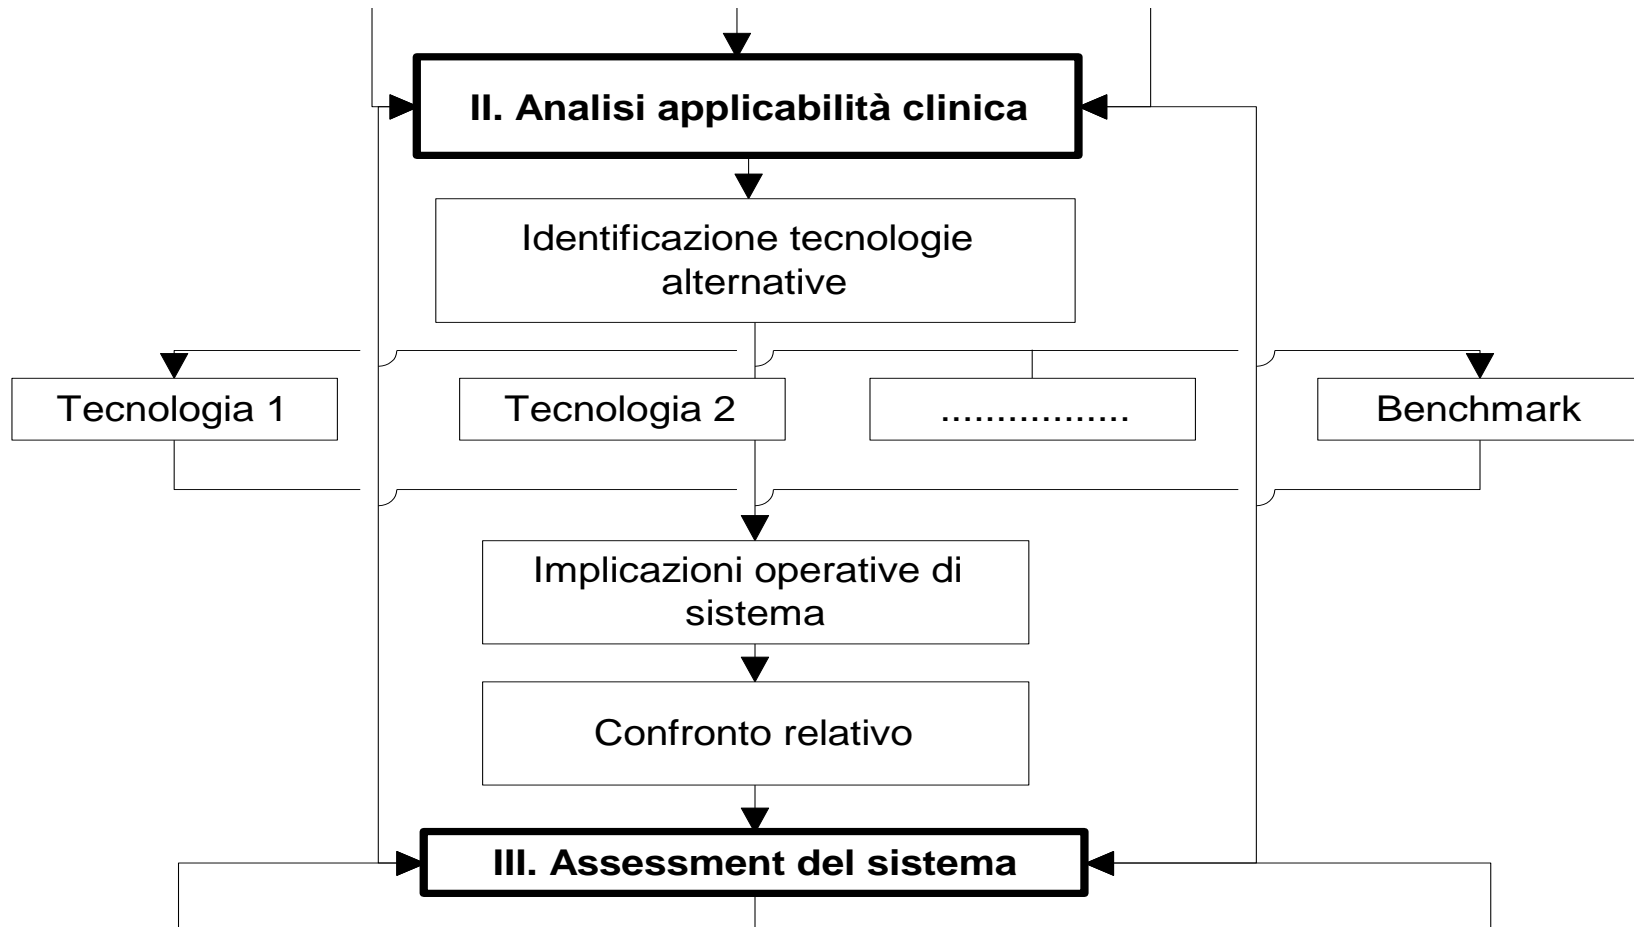 II. Analisi applicabilità clinica
Identificazione tecnologie
alternative
Tecnologia 1
Tecnologia 2
.................
Benchmark
Implicazioni operative di
sistema
Confronto relativo
III. Assessment del sistema